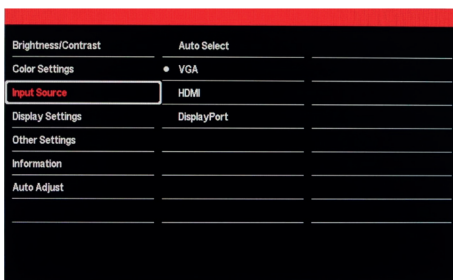 Brightness/Contrast
Color Settings
Input Source
Display Settings
Other Settings
Information
Auto Adjust
Auto Select
VGA
HDMI
DisplayPort